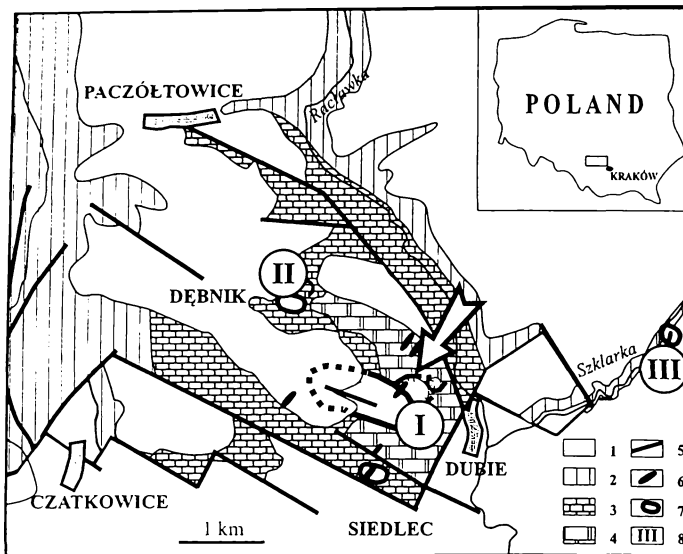 PACZÓŁTOWICE
Racławka
POLAND
KRAKÓW
II
DĘBNIK
Szklarka
III
I
DUBIE
CZATKOWICE
SIEDLEC
1 km
1 5
2 6
3 7
4 III 8